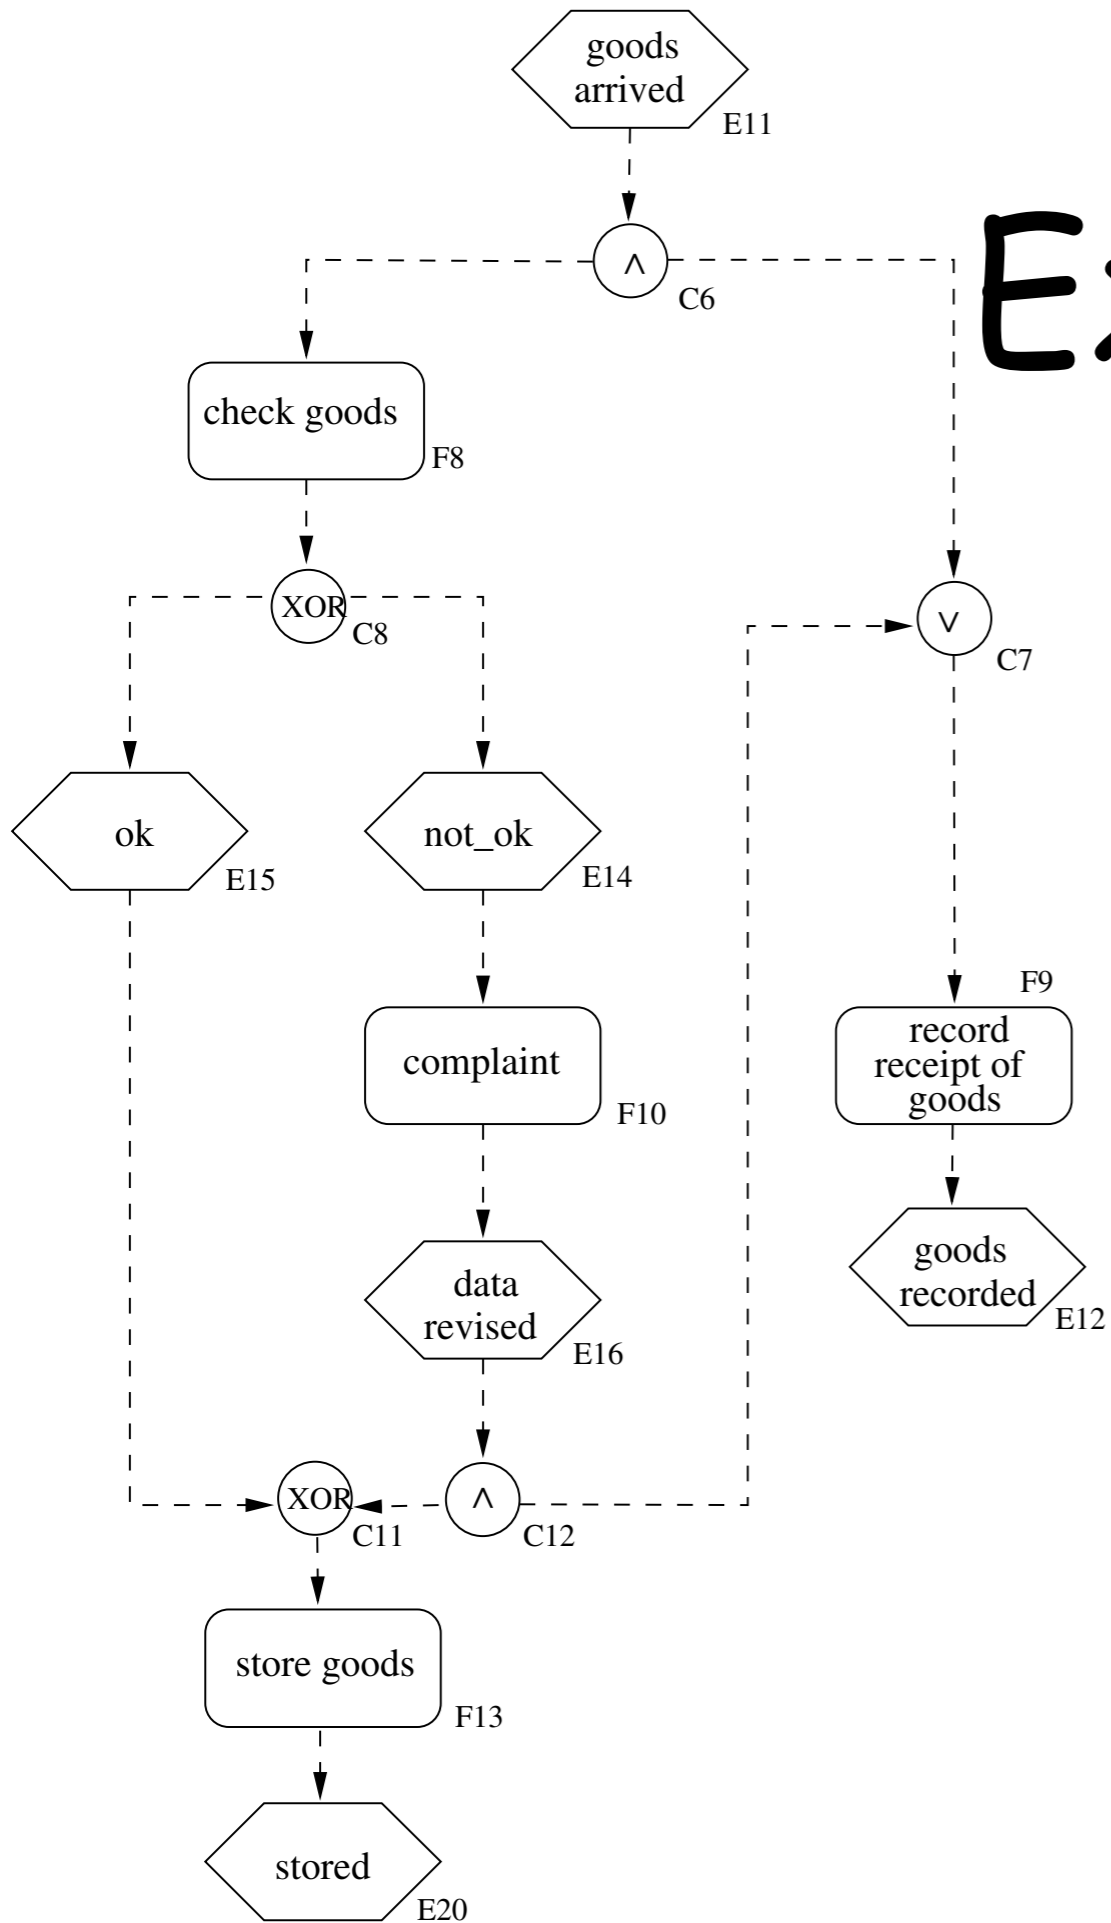 goods
arrived
E11
^
C6
check goods
F8
XOR
C8
v
C7
ok
E15
not_ok
E14
F9
record
receipt of
goods
complaint
F10
goods
recorded
E12
data
revised
E16
XOR
C11
^
C12
store goods
F13
stored
E20